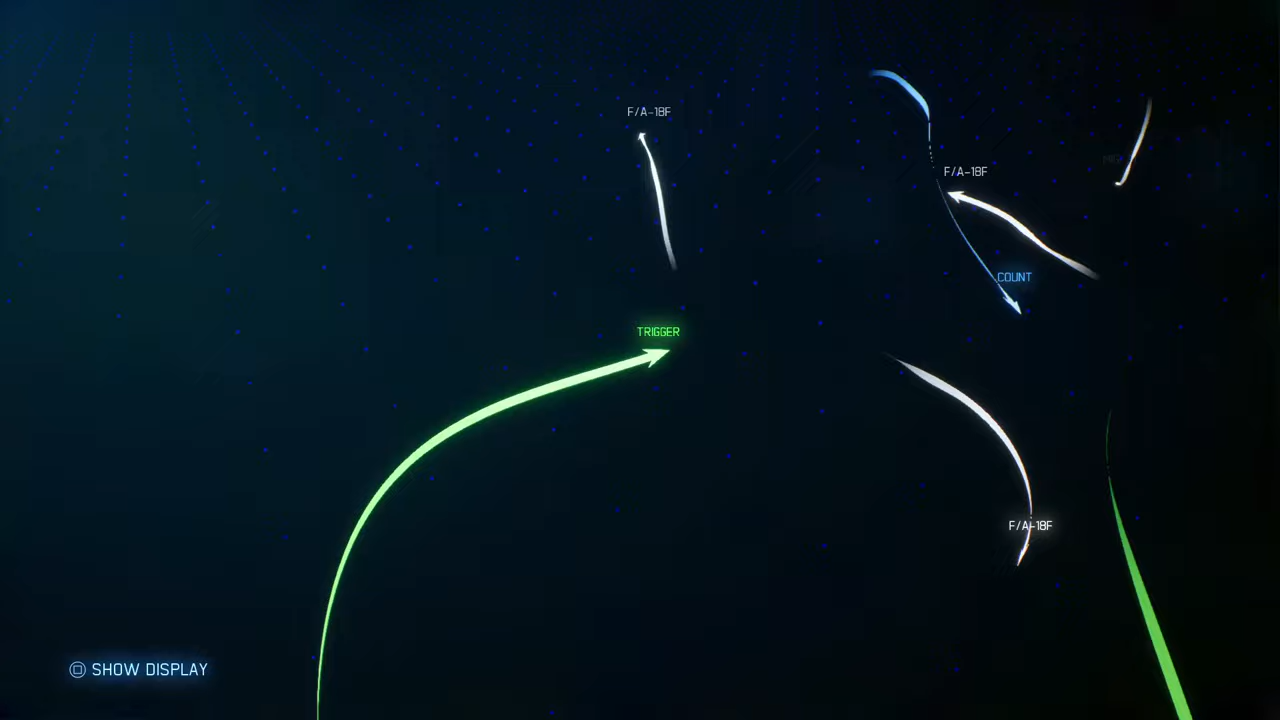 F/A-18F
F/A-18F
COUNT
TRIGGER
F/A-18F
SHOW DISPLAY